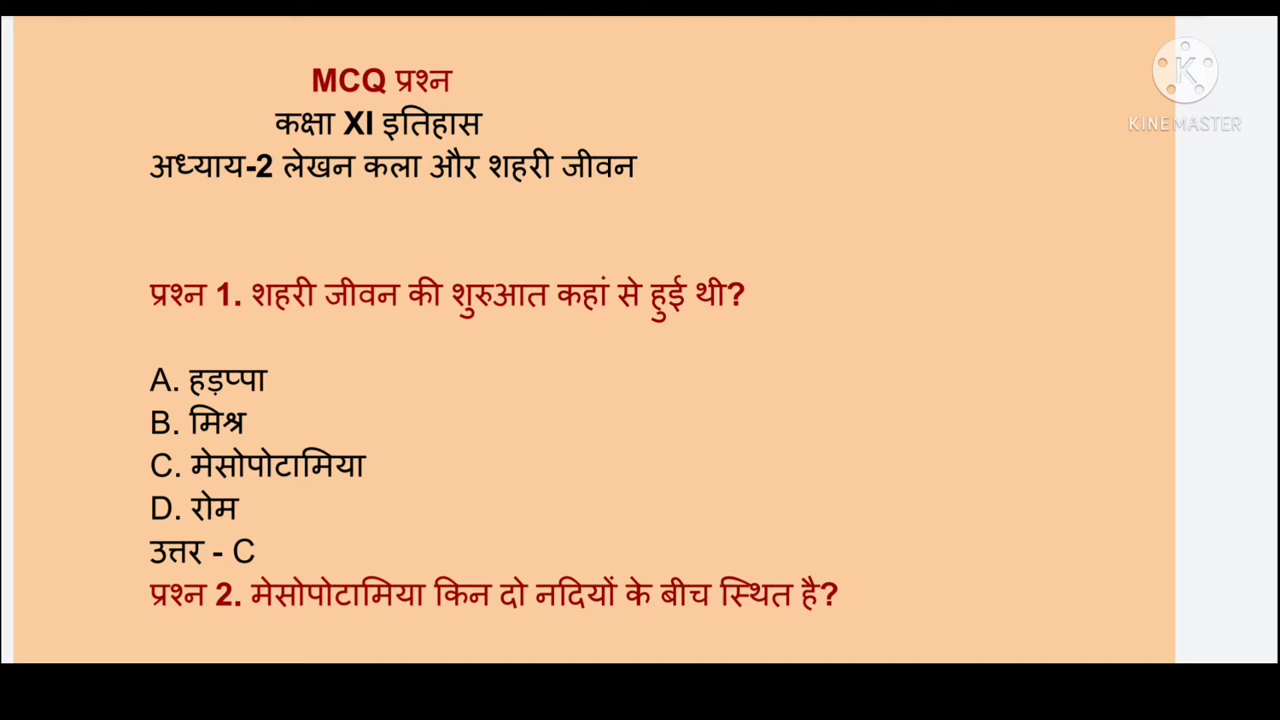 MCQ प्रश्न
कक्षा XI इतिहास
अध्याय-2 लेखन कला और शहरी जीवन
प्रश्न 1. शहरी जीवन की शुरुआत कहां से हुई थी?
A. हड़प्पा
B. मिश्र
C. मेसोपोटामिया
D. रोम
उत्तर - C
प्रश्न 2. मेसोपोटामिया किन दो नदियों के बीच स्थित है?
K
KINEMASTER